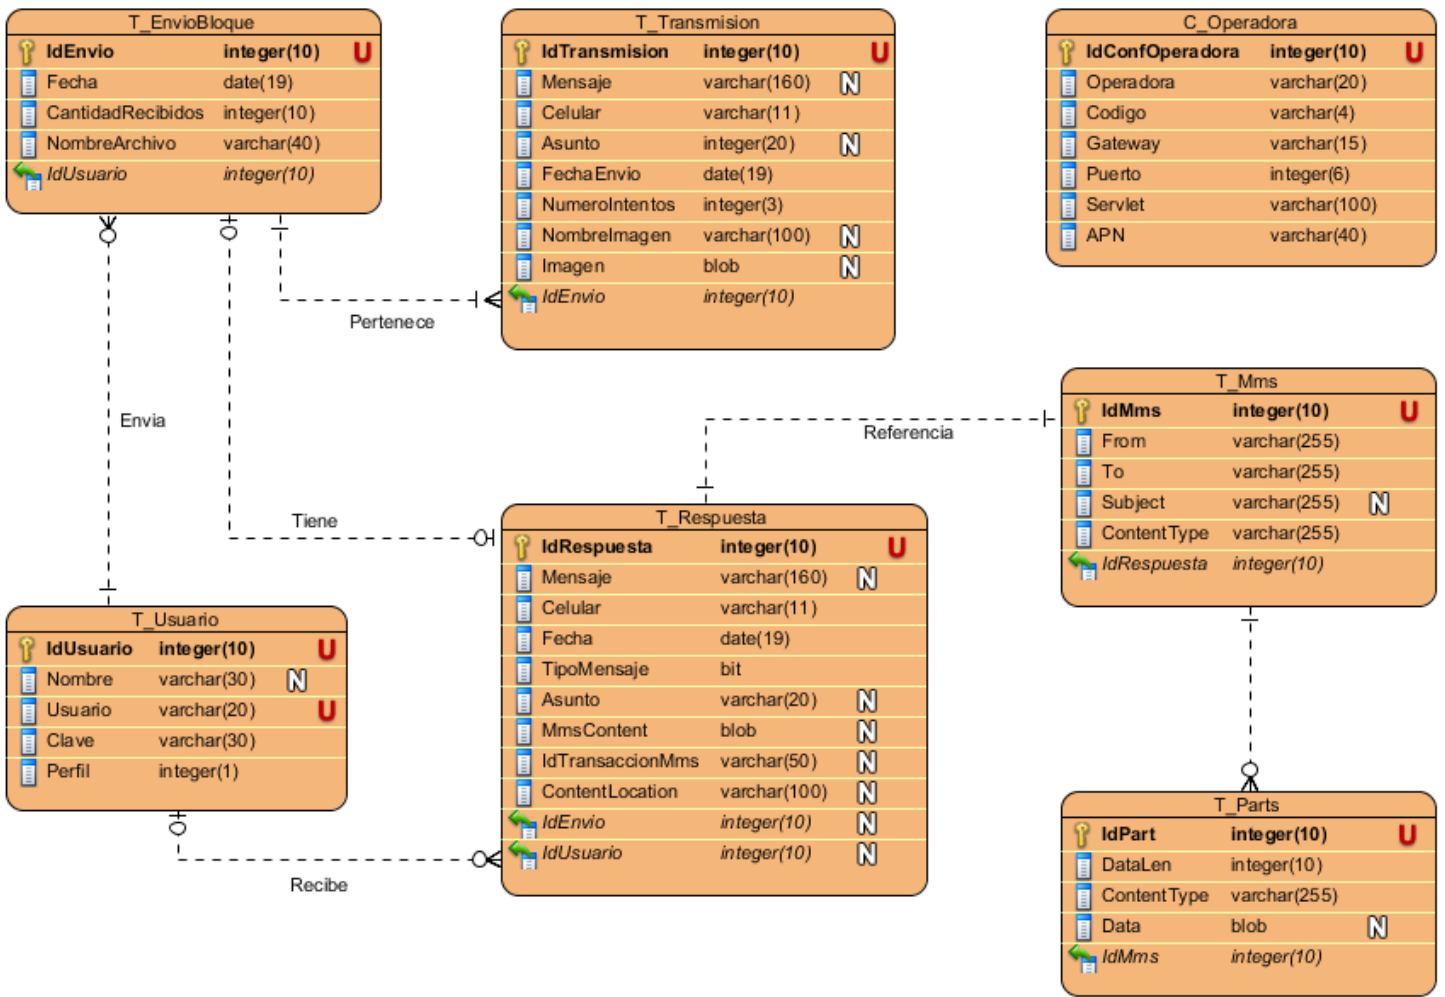 T_EnvioBloque
IdEnvio integer(10) U
Fecha date(19)
CantidadRecibidos integer(10)
NombreArchivo varchar(40)
IdUsuario integer(10)
T_Transmision
IdTransmision integer(10) U
Mensaje varchar(160) N
Celular varchar(11)
Asunto integer(20) N
FechaEnvio date(19)
NumeroIntentos integer(3)
NombreImagen varchar(100) N
Imagen blob N
IdEnvio integer(10)
C_Operadora
IdConfOperadora integer(10) U
Operadora varchar(20)
Codigo varchar(4)
Gateway varchar(15)
Puerto integer(6)
Servlet varchar(100)
APN varchar(40)
Pertenece
Envia
Referencia
Tiene
T_Mms
IdMms integer(10) U
From varchar(255)
To varchar(255)
Subject varchar(255) N
ContentType varchar(255)
IdRespuesta integer(10)
T_Respuesta
IdRespuesta integer(10) U
Mensaje varchar(160) N
Celular varchar(11)
Fecha date(19)
TipoMensaje bit
Asunto varchar(20) N
MmsContent blob N
IdTransaccionMms varchar(50) N
ContentLocation varchar(100) N
IdEnvio integer(10) N
IdUsuario integer(10) N
T_Usuario
IdUsuario integer(10) U
Nombre varchar(30) N
Usuario varchar(20) U
Clave varchar(30)
Perfil integer(1)
Recibe
T_Parts
IdPart integer(10) U
DataLen integer(10)
ContentType varchar(255)
Data blob N
IdMms integer(10)